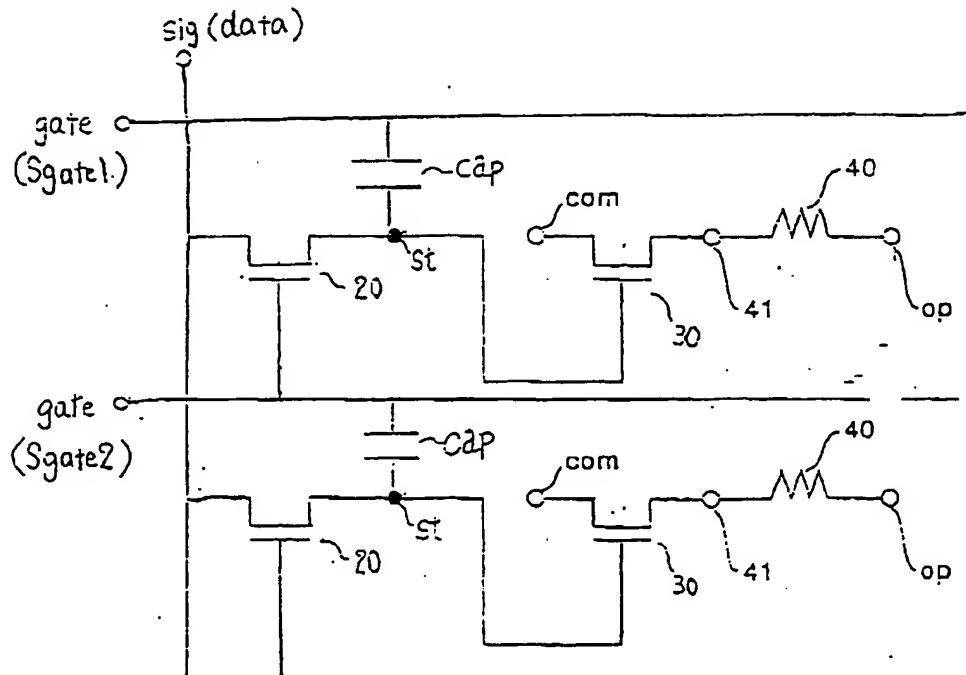 sig (data)
gate
(Sgate1.)
cap
com
40
St
20
30
41
op
gate
(Sgate2)
cap
com
40
St
20
30
41
op